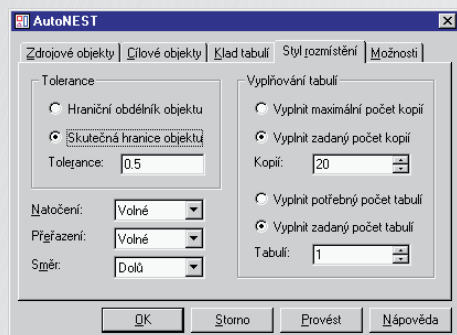 AutoNEST
Zdrojové objekty Cílové objekty Klad tabulí Styl rozmístění Možnosti
Tolerance
Hraniční obdélník objektu
Skutečná hranice objektu
Tolerance: 0.5
Natočení: Volné
Přeřazení: Volné
Směr: Dolů
Vyplňování tabulí
Vyplnit maximální počet kopií
Vyplnit zadaný počet kopií
Kopií: 20
Vyplnit potřebný počet tabulí
Vyplnit zadaný počet tabulí
Tabulí: 1
OK Storno Provést Nápověda